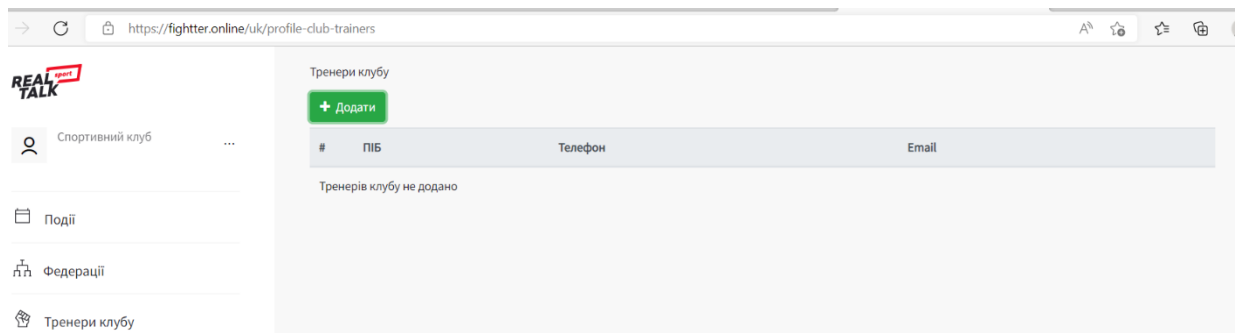 https://fightter.online/uk/profile-club-trainers
REAL sport
TALK
Спортивний клуб
...
Події
Федерації
Тренери клубу
Тренери клубу
+ Додати
# ПІБ Телефон Email
Тренерів клубу не додано